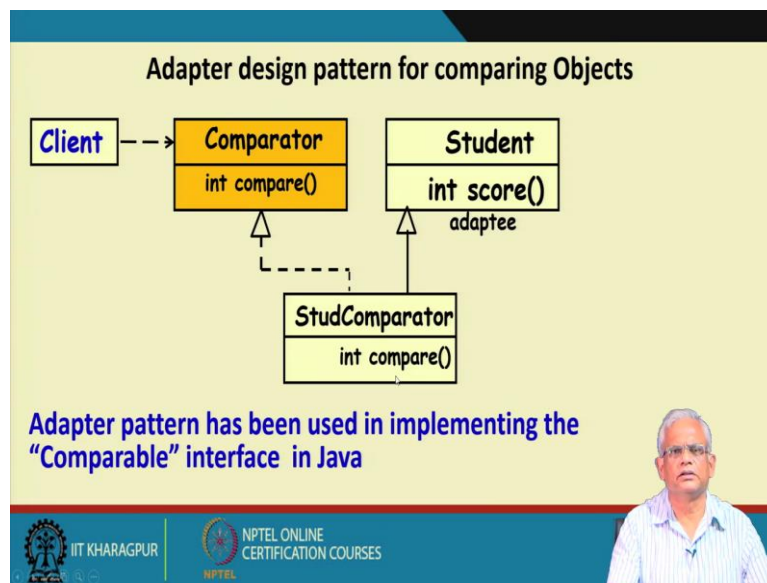 Adapter design pattern for comparing Objects
Client
Comparator
int compare()
Student
int score()
adaptee
StudComparator
int compare()
Adapter pattern has been used in implementing the
“Comparable” interface in Java
IIT KHARAGPUR
NPTEL
NPTEL ONLINE
CERTIFICATION COURSES